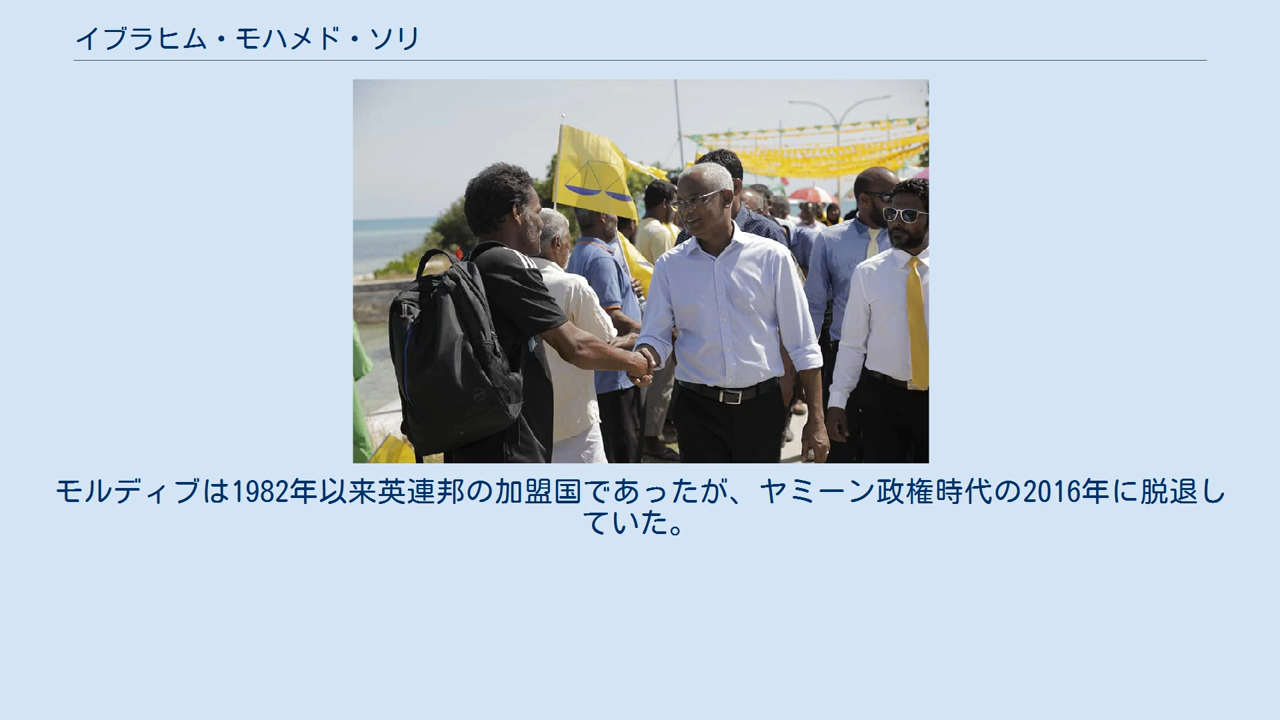 イブラヒム・モハメド・ソリ
モルディブは1982年以来英連邦の加盟国であったが、ヤミーン政権時代の2016年に脱退し
ていた。